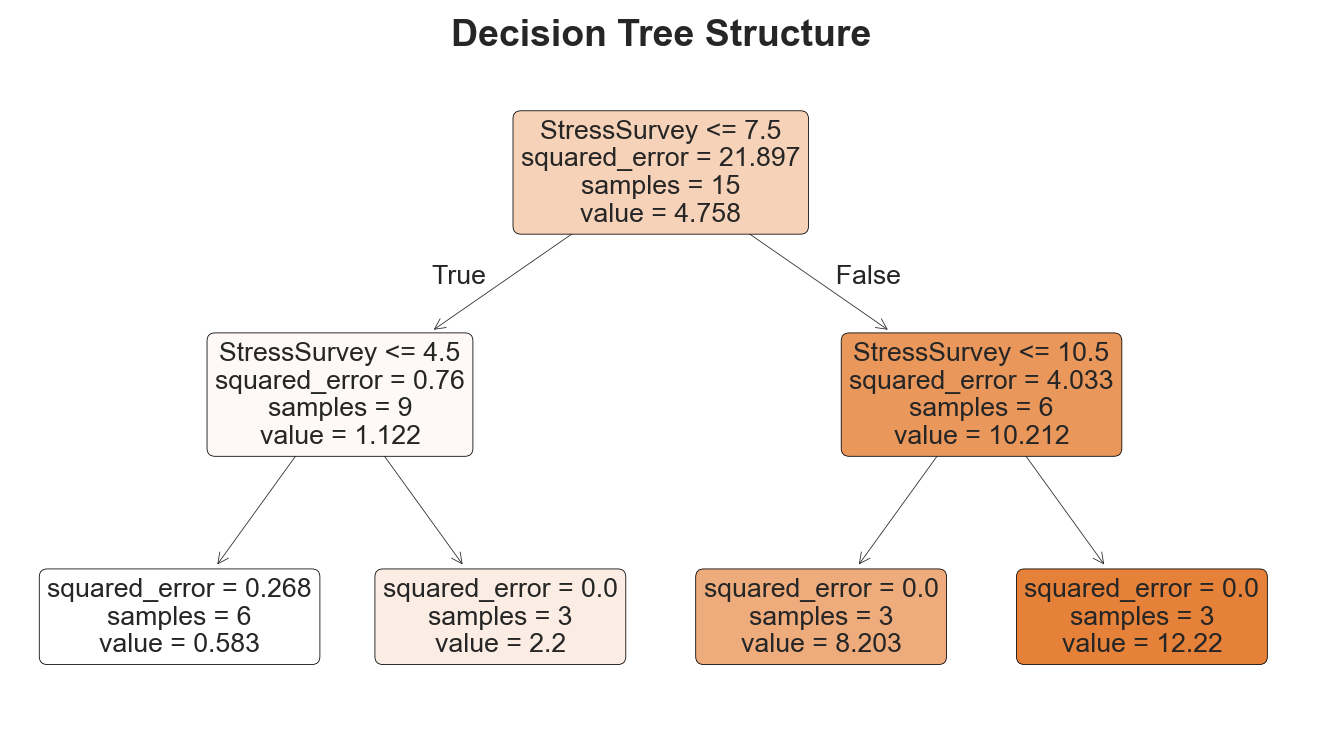 Decision Tree Structure
StressSurvey <= 7.5
squared_error = 21.897
samples = 15
value = 4.758
True
False
StressSurvey <= 4.5
squared_error = 0.76
samples = 9
value = 1.122
StressSurvey <= 10.5
squared_error = 4.033
samples = 6
value = 10.212
squared_error = 0.268
samples = 6
value = 0.583
squared_error = 0.0
samples = 3
value = 2.2
squared_error = 0.0
samples = 3
value = 8.203
squared_error = 0.0
samples = 3
value = 12.22